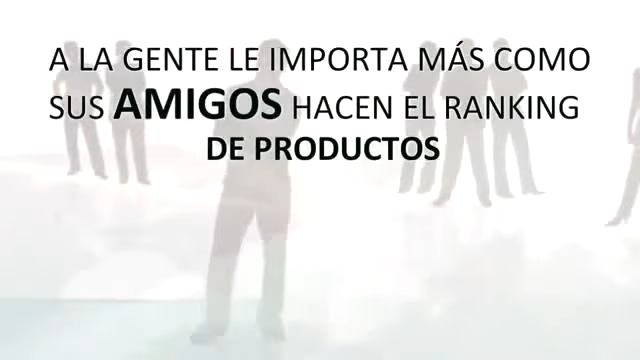 A LA GENTE LE IMPORTA MÁS COMO
SUS AMIGOS HACEN EL RANKING
DE PRODUCTOS